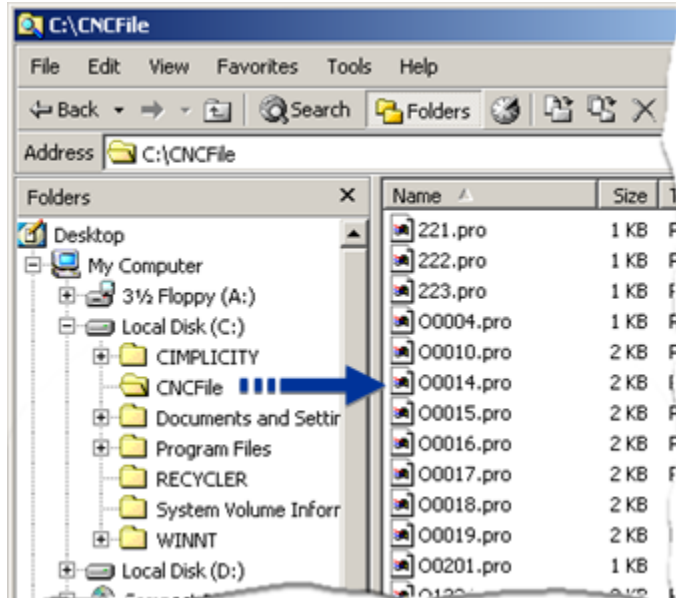 C:\CNCFile
File Edit View Favorites Tools Help
Back Search Folders
Address C:\CNCFile
Folders
Desktop
My Computer
3½ Floppy (A:)
Local Disk (C:)
CIMPLICITY
CNCFile
Documents and Settin
Program Files
RECYCLER
System Volume Inforr
WINNT
Local Disk (D:)
Name Size
221.pro 1 KB
222.pro 1 KB
223.pro 1 KB
O0004.pro 1 KB
O0010.pro 2 KB
O0014.pro 2 KB
O0015.pro 2 KB
O0016.pro 2 KB
O0017.pro 2 KB
O0018.pro 2 KB
O0019.pro 2 KB
O0201.pro 1 KB